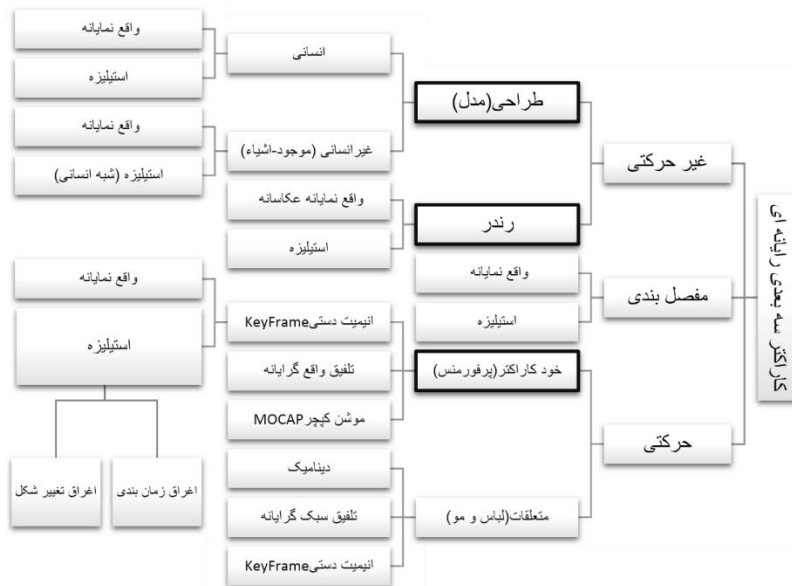 کاراکتر سه بعدی رایانه ای
غیر حرکتی
طراحی(مدل)
انسانی
واقع نمایانه
استیلیزه
غیرانسانی (موجود-اشیاء)
واقع نمایانه
استیلیزه (شبه انسانی)
رندر
واقع نمایانه عکاسانه
استیلیزه
مفصل بندی
واقع نمایانه
استیلیزه
حرکتی
خود کاراکتر(پرفورمنس)
انیمیت دستیKeyFrame
واقع نمایانه
استیلیزه
اغراق زمان بندی
اغراق تغییر شکل
تلفیق واقع گرایانه
موشن کپچرMOCAP
متعلقات(لباس و مو)
دینامیک
تلفیق سبک گرایانه
انیمیت دستیKeyFrame